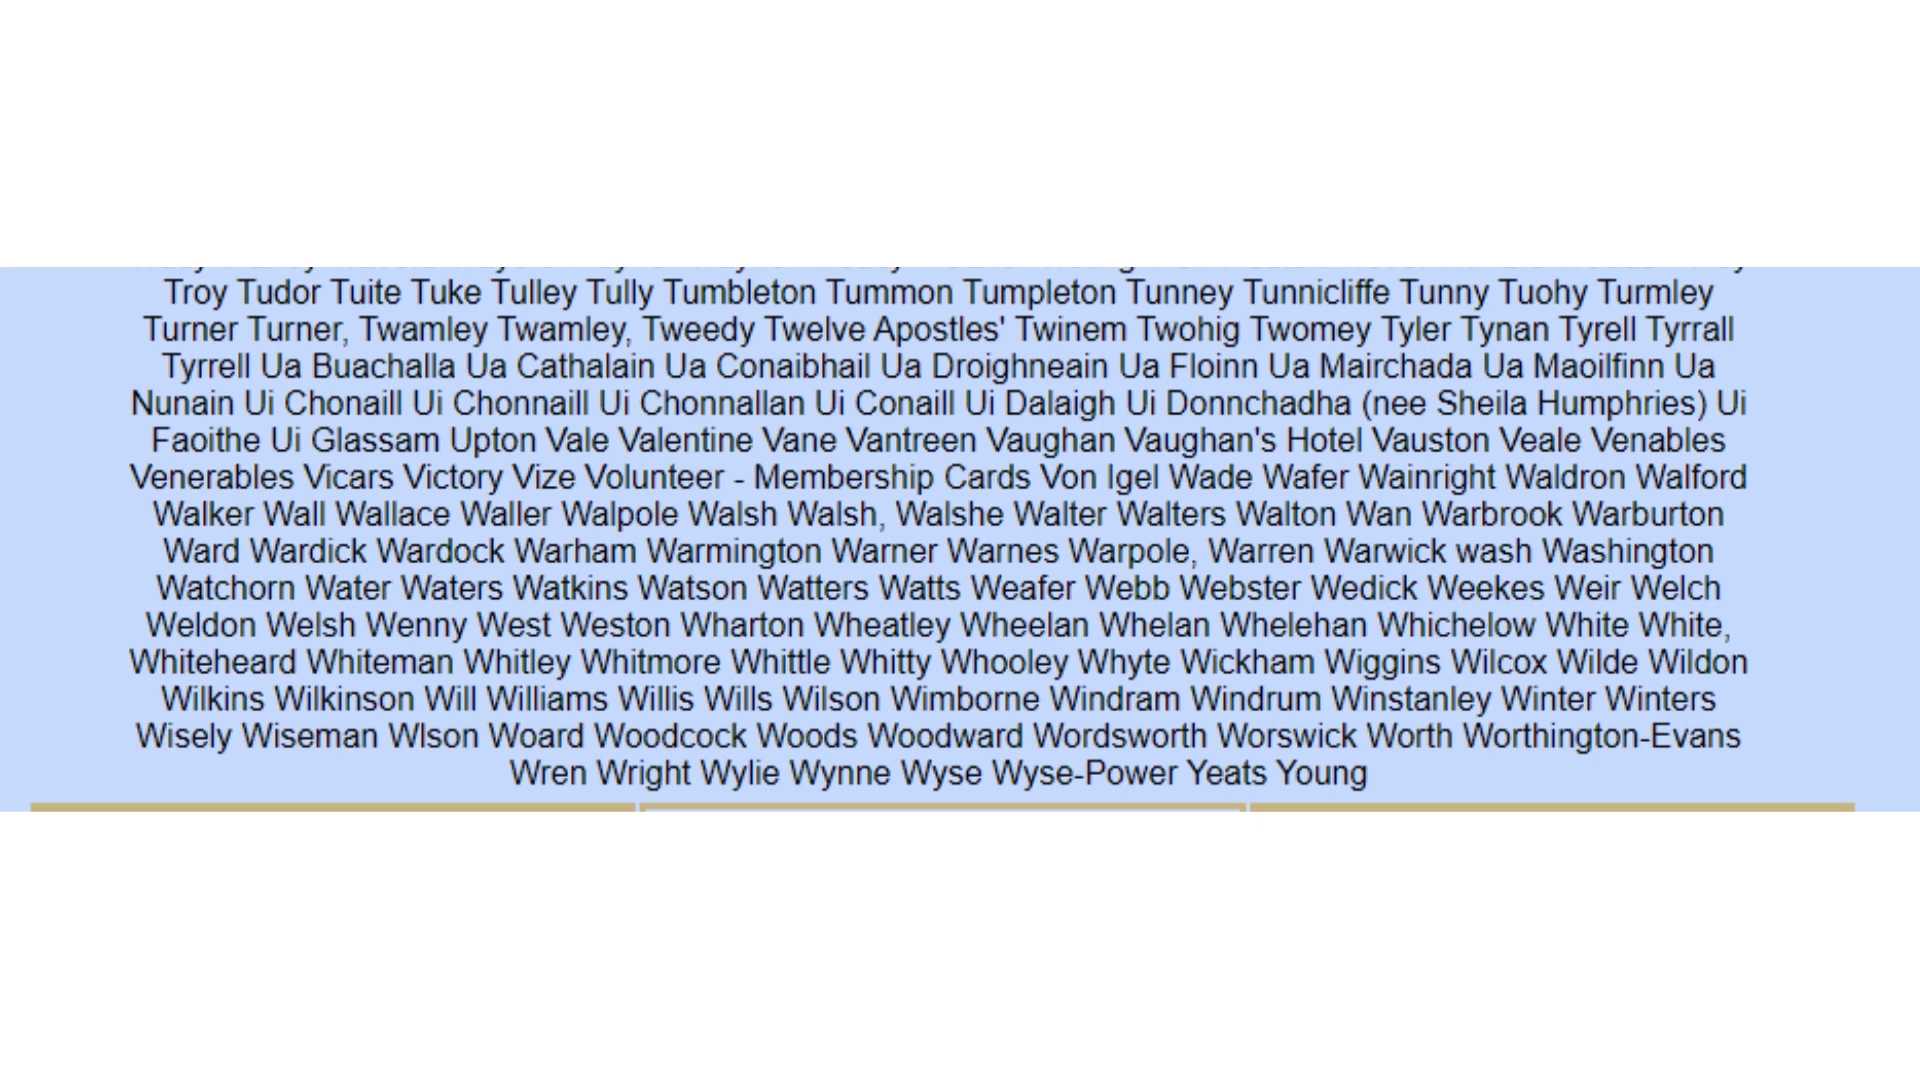 Troy Tudor Tuite Tuke Tulley Tully Tumbleton Tummon Tumpleton Tunney Tunnicliffe Tunny Tuohy Turmley
Turner Turner, Twamley Twamley, Tweedy Twelve Apostles' Twinem Twohig Twomey Tyler Tynan Tyrell Tyrrall
Tyrrell Ua Buachalla Ua Cathalain Ua Conaibhail Ua Droighneain Ua Floinn Ua Mairchada Ua Maoilfinn Ua
Nunain Ui Chonaill Ui Chonnaill Ui Chonnallan Ui Conaill Ui Dalaigh Ui Donnchadha (nee Sheila Humphries) Ui
Faoithe Ui Glassam Upton Vale Valentine Vane Vantreen Vaughan Vaughan's Hotel Vauston Veale Venables
Venerables Vicars Victory Vize Volunteer - Membership Cards Von Igel Wade Wafer Wainright Waldron Walford
Walker Wall Wallace Waller Walpole Walsh Walsh, Walshe Walter Walters Walton Wan Warbrook Warburton
Ward Wardick Wardock Warham Warmington Warner Warnes Warpole, Warren Warwick wash Washington
Watchorn Water Waters Watkins Watson Watters Watts Weafer Webb Webster Wedick Weekes Weir Welch
Weldon Welsh Wenny West Weston Wharton Wheatley Wheelan Whelan Whelehan Whichelow White White,
Whiteheard Whiteman Whitley Whitmore Whittle Whitty Whooley Whyte Wickham Wiggins Wilcox Wilde Wildon
Wilkins Wilkinson Will Williams Willis Wills Wilson Wimborne Windram Windrum Winstanley Winter Winters
Wisely Wiseman Wlson Woard Woodcock Woods Woodward Wordsworth Worswick Worth Worthington-Evans
Wren Wright Wylie Wynne Wyse Wyse-Power Yeats Young